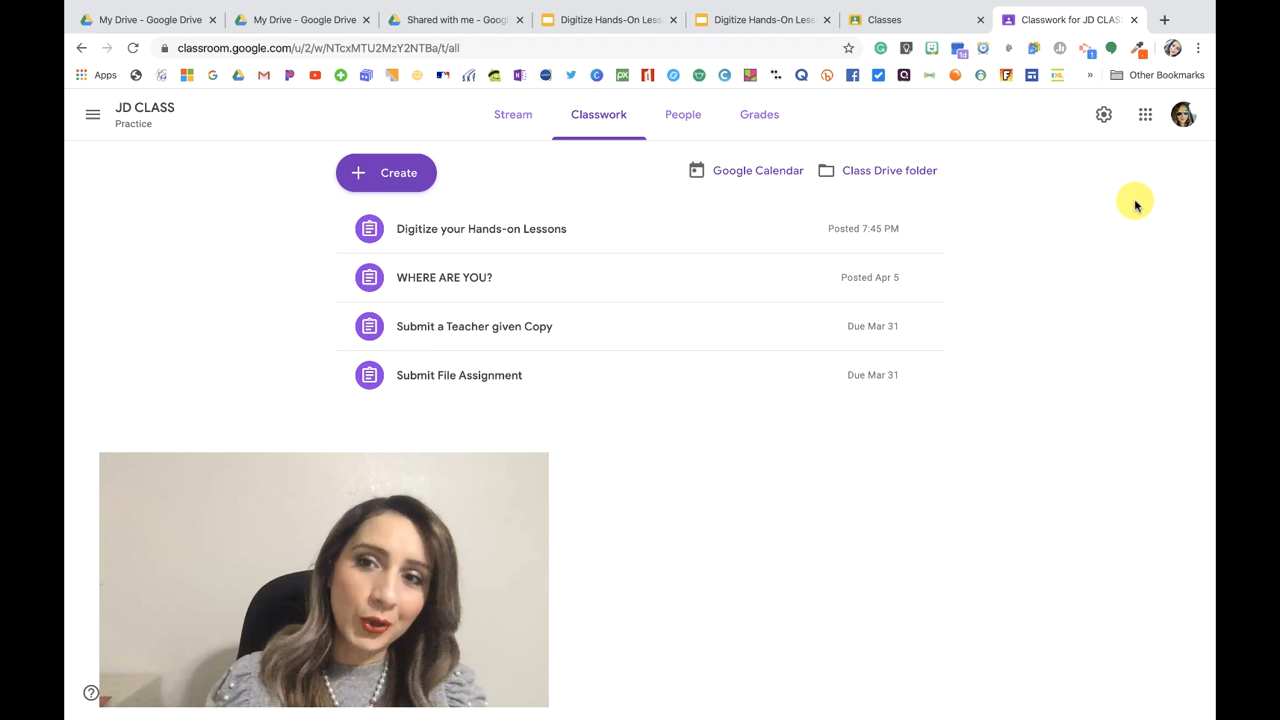 My Drive - Google Drive
My Drive - Google Drive
Shared with me - Goog
Digitize Hands-On Less
Digitize Hands-On Less
Classes
Classwork for JD CLAS
classroom.google.com/u/2/w/NTcxMTU2MzY2NTBa/t/all
Apps
Other Bookmarks
JD CLASS
Practice
Stream
Classwork
People
Grades
Create
Google Calendar
Class Drive folder
Digitize your Hands-on Lessons
Posted 7:45 PM
WHERE ARE YOU?
Posted Apr 5
Submit a Teacher given Copy
Due Mar 31
Submit File Assignment
Due Mar 31